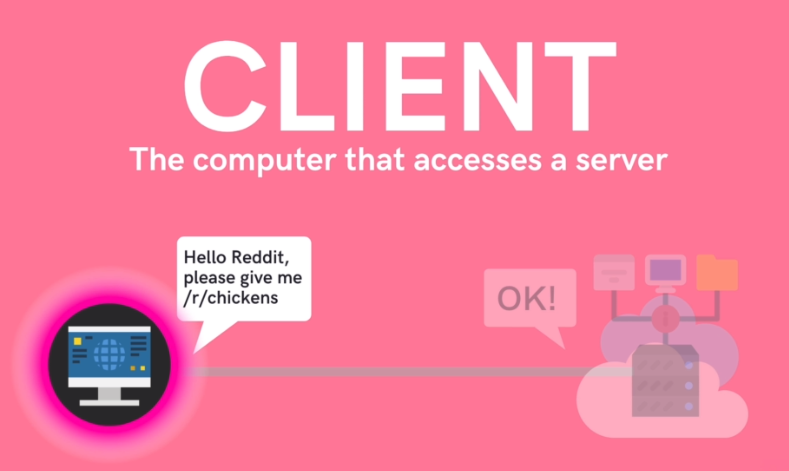 CLIENT
The computer that accesses a server
Hello Reddit,
please give me
/r/chickens
OK!